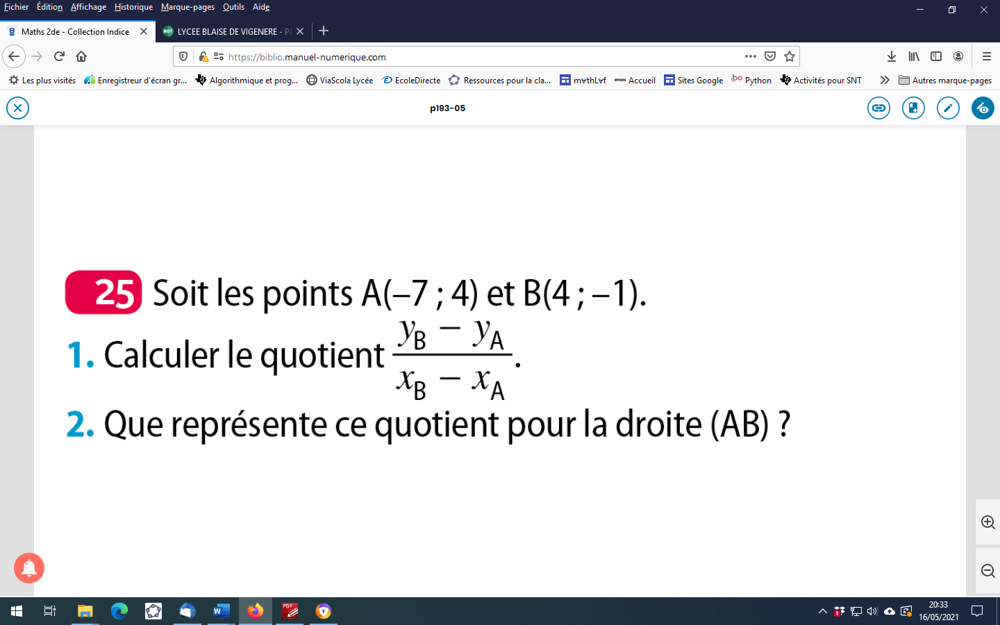 Fichier Édition Affichage Historique Marque-pages Outils Aide
Maths 2de - Collection Indice
LYCEE BLAISE DE VIGENERE - PR
https://biblio.manuel-numerique.com
Les plus visités Enregistreur d'écran gr... Algorithmique et prog... ViaScola Lycée EcoleDirecte Ressources pour la cla... m∀thL∀f Accueil Sites Google Python Activités pour SNT Autres marque-pages
p193-05
25 Soit les points A(–7 ; 4) et B(4 ; –1).
1. Calculer le quotient (y_B − y_A)/(x_B − x_A).
2. Que représente ce quotient pour la droite (AB) ?
20:33
16/05/2021